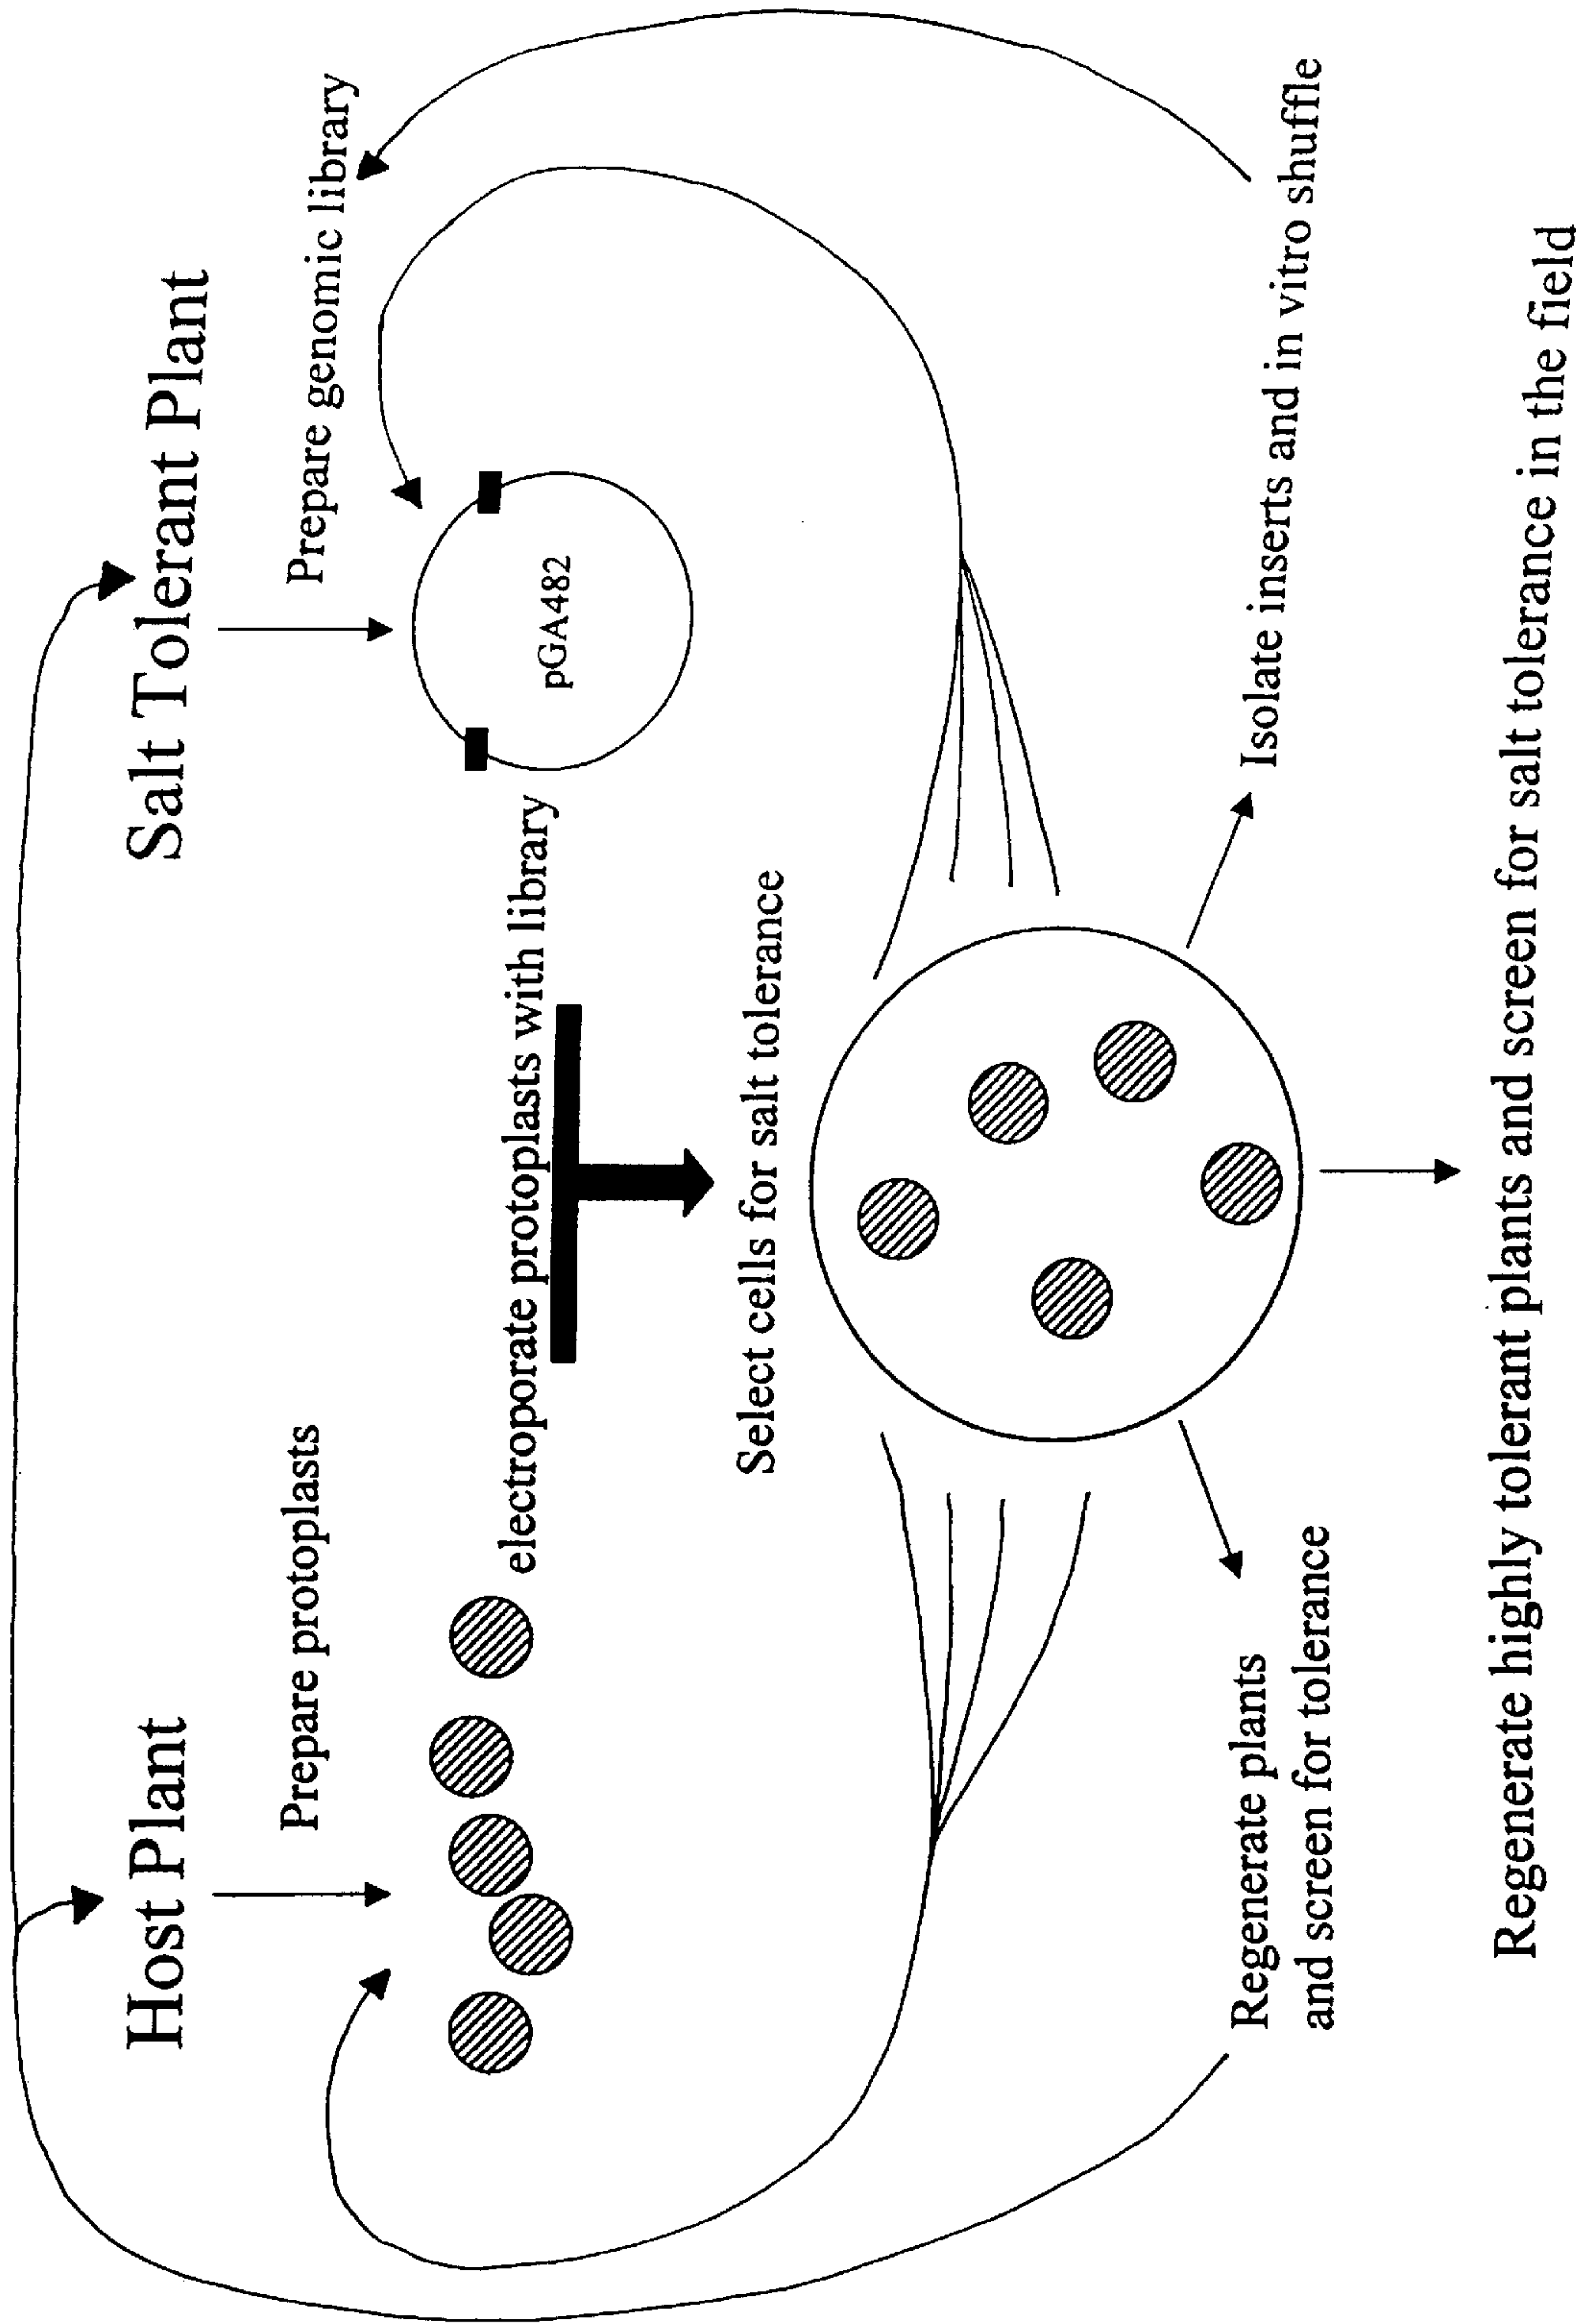 Host Plant
Salt Tolerant Plant
Prepare protoplasts
Prepare genomic library
pGA482
electroporate protoplasts with library
Select cells for salt tolerance
Regenerate plants
and screen for tolerance
Isolate inserts and in vitro shuffle
Regenerate highly tolerant plants and screen for salt tolerance in the field